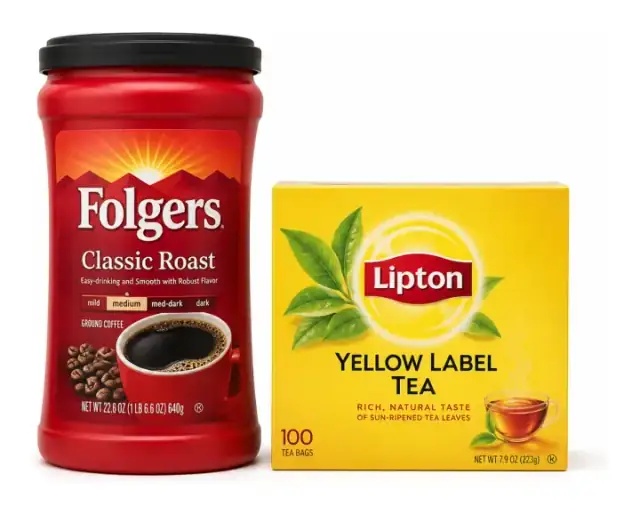 Folgers
Classic Roast
Easy-drinking and Smooth with Robust Flavor
mild medium med-dark dark
GROUND COFFEE
NET WT 22.6 OZ (1 LB 6.6 OZ) 640g K
Lipton
YELLOW LABEL
TEA
RICH, NATURAL TASTE
OF SUN-RIPENED TEA LEAVES
100
TEA BAGS
NET WT 7.9 OZ (223g) K